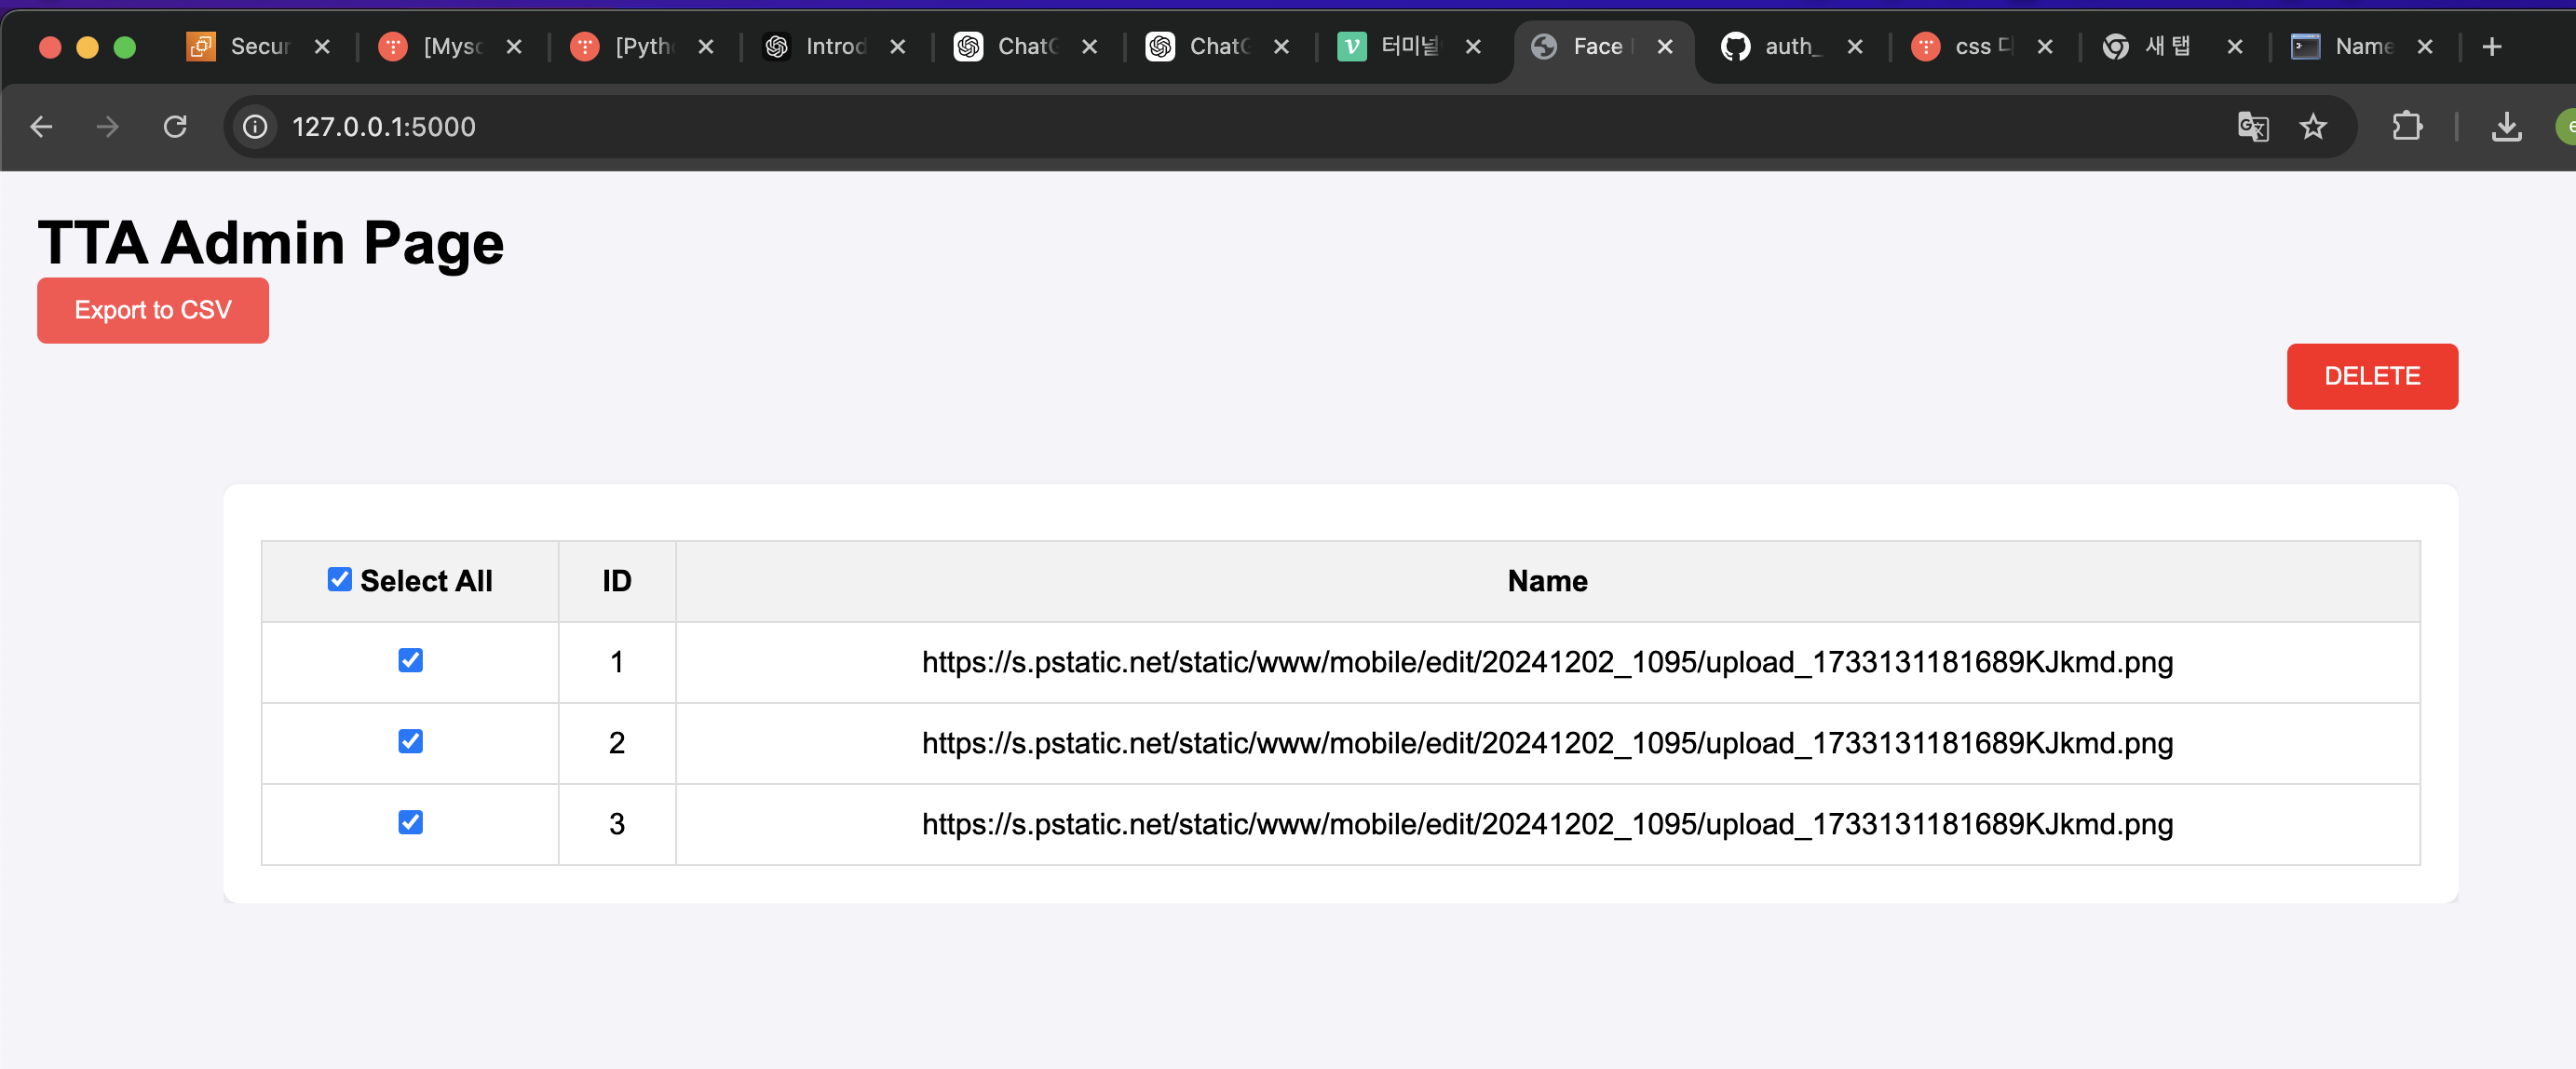 Secur
[Mysc
[Pyth
Introd
ChatG
ChatG
터미널
Face
auth_
css
새 탭
Name
127.0.0.1:5000
TTA Admin Page
Export to CSV
DELETE
Select All ID Name
1 https://s.pstatic.net/static/www/mobile/edit/20241202_1095/upload_1733131181689KJkmd.png
2 https://s.pstatic.net/static/www/mobile/edit/20241202_1095/upload_1733131181689KJkmd.png
3 https://s.pstatic.net/static/www/mobile/edit/20241202_1095/upload_1733131181689KJkmd.png